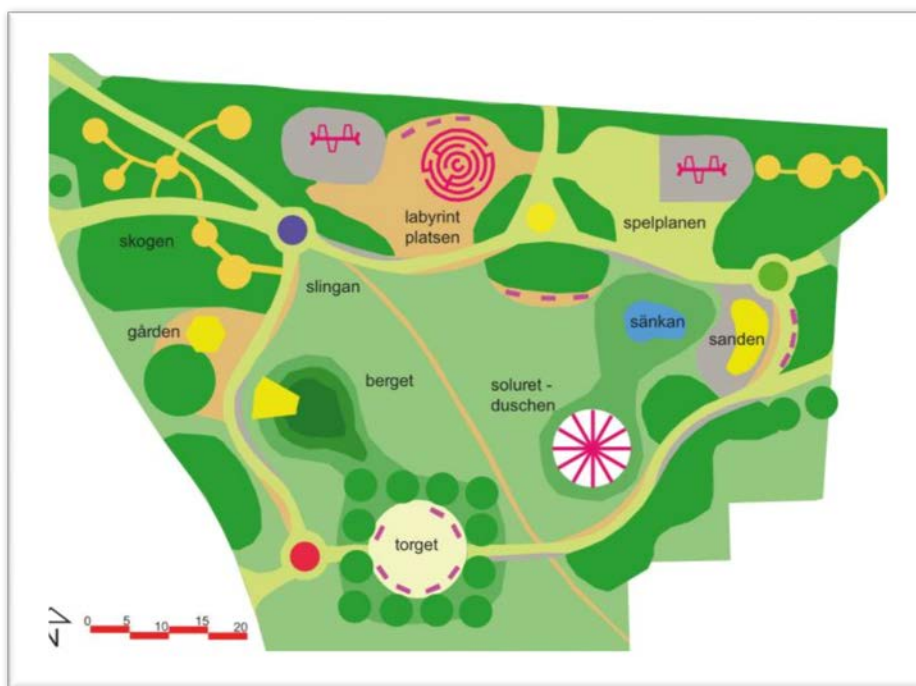 labyrint
platsen
spelplanen
skogen
slingan
sänkan
sanden
gården
berget
soluret -
duschen
torget
0 5 10 15 20